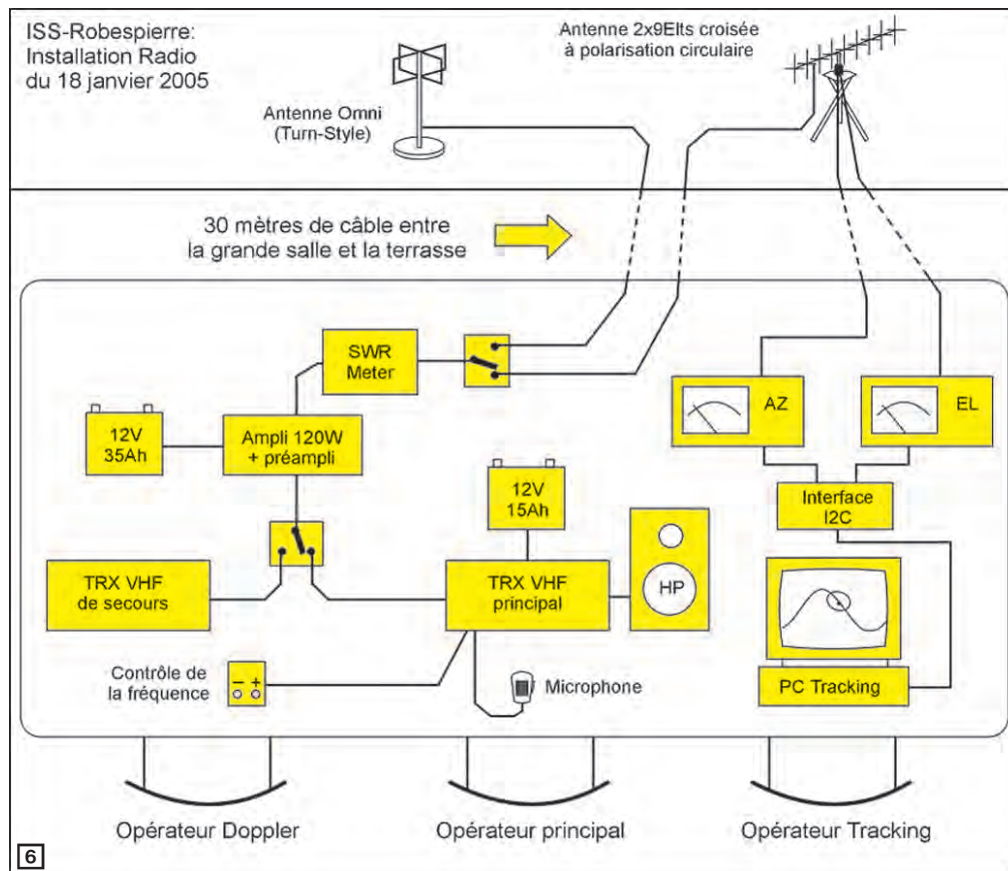 ISS-Robespierre:
Installation Radio
du 18 janvier 2005
Antenne 2x9Elts croisée
à polarisation circulaire
Antenne Omni
(Turn-Style)
30 mètres de câble entre
la grande salle et la terrasse
SWR
Meter
AZ
EL
12V
35Ah
Ampli 120W
+ préampli
12V
15Ah
Interface
I2C
TRX VHF
de secours
TRX VHF
principal
HP
Contrôle de
la fréquence
- +
Microphone
PC Tracking
Opérateur Doppler
Opérateur principal
Opérateur Tracking
6